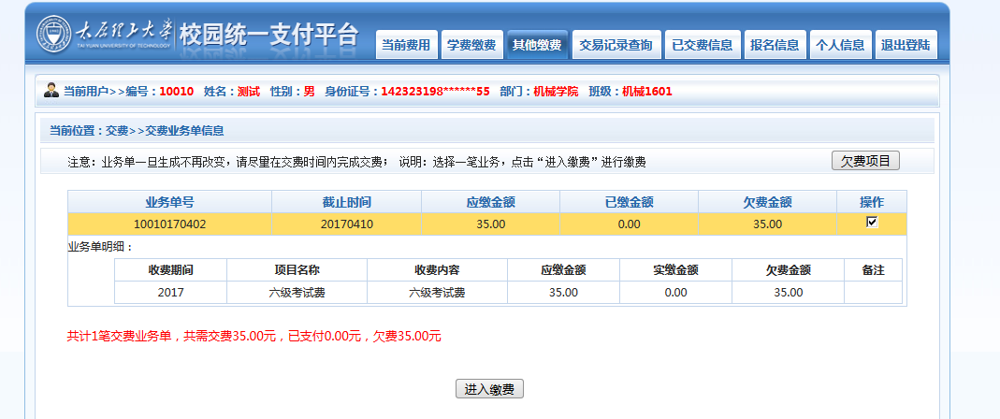 太原理工大学 校园统一支付平台
TAI YUAN UNIVERSITY OF TECHNOLOGY
当前费用 学费缴费 其他缴费 交易记录查询 已交费信息 报名信息 个人信息 退出登陆
当前用户>>编号：10010 姓名：测试 性别：男 身份证号：142323198******55 部门：机械学院 班级：机械1601
当前位置：交费>>交费业务单信息
注意：业务单一旦生成不再改变，请尽量在交费时间内完成交费； 说明：选择一笔业务，点击“进入缴费”进行缴费 欠费项目
业务单号 截止时间 应缴金额 已缴金额 欠费金额 操作
10010170402 20170410 35.00 0.00 35.00
业务单明细：
收费期间 项目名称 收费内容 应缴金额 实缴金额 欠费金额 备注
2017 六级考试费 六级考试费 35.00 0.00 35.00
共计1笔交费业务单，共需交费35.00元，已支付0.00元，欠费35.00元
进入缴费